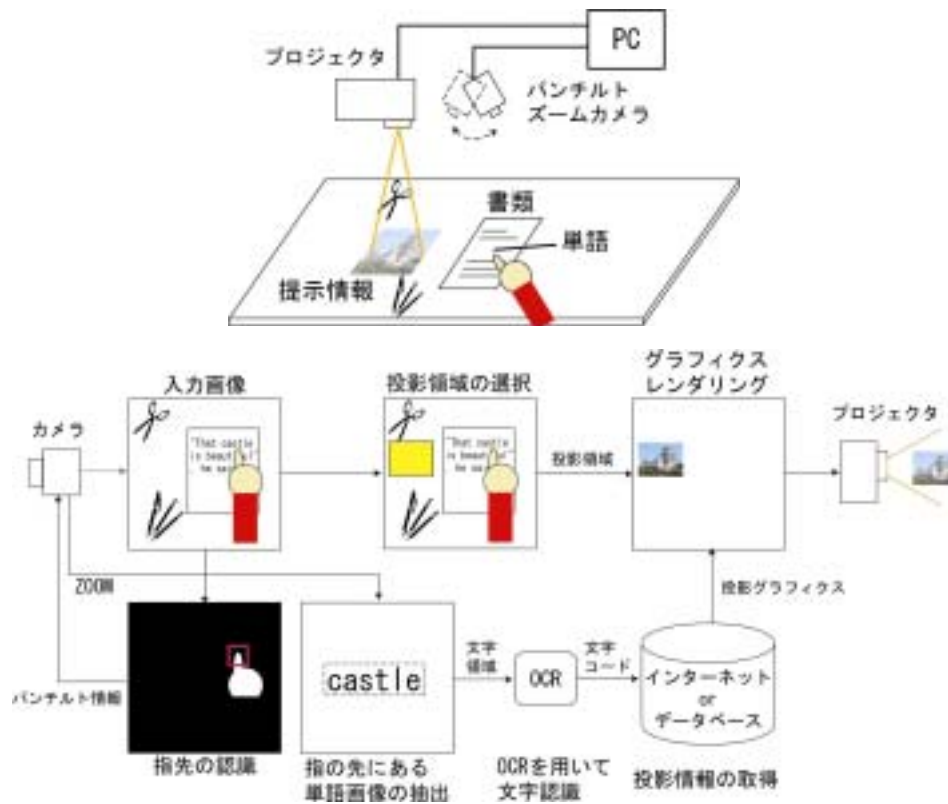 PC
プロジェクタ
パンチルト
ズームカメラ
書類
単語
提示情報
グラフィクス
レンダリング
入力画像
投影領域の選択
プロジェクタ
カメラ
"That castle
is beautiful"
he sa
"That castle
is beautiful"
he sa
投影領域
ZOOM
投影グラフィクス
文字
領域
文字
コード
castle
OCR
インターネット
or
データベース
パンチルト情報
指先の認識
指の先にある
単語画像の抽出
OCRを用いて
文字認識
投影情報の取得